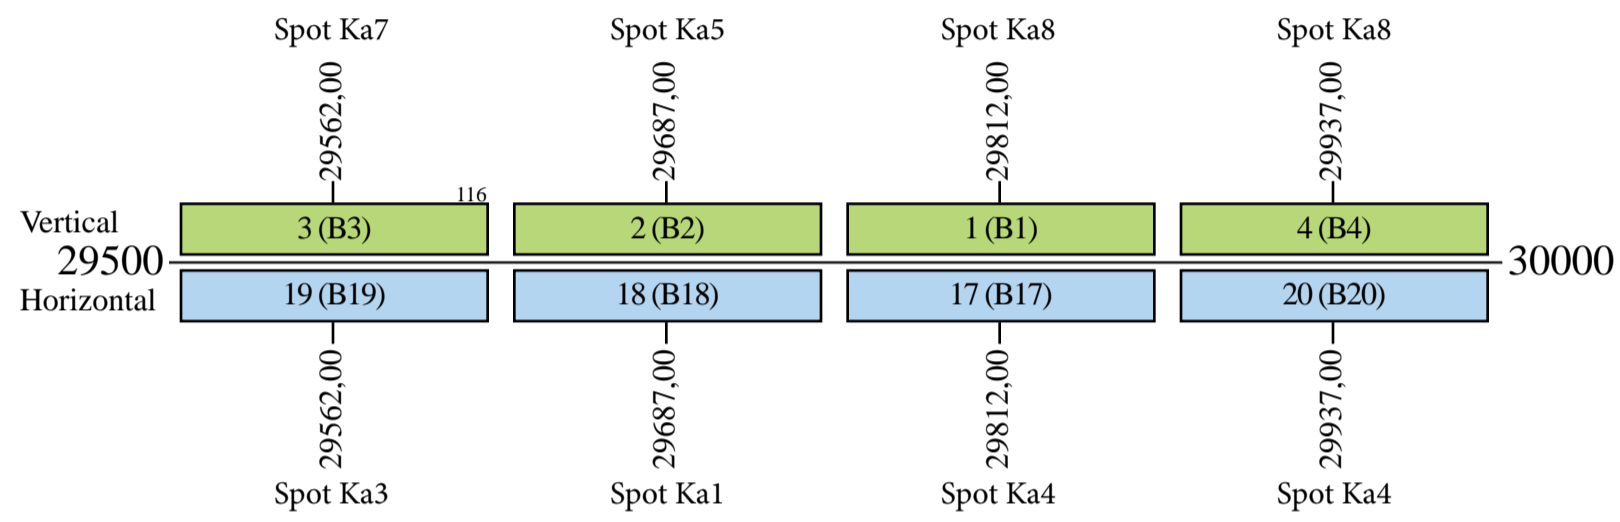 Spot Ka7 Spot Ka5 Spot Ka8 Spot Ka8
29562,00 29687,00 29812,00 29937,00
116
Vertical 3 (B3) 2 (B2) 1 (B1) 4 (B4)
29500 30000
Horizontal 19 (B19) 18 (B18) 17 (B17) 20 (B20)
29562,00 29687,00 29812,00 29937,00
Spot Ka3 Spot Ka1 Spot Ka4 Spot Ka4